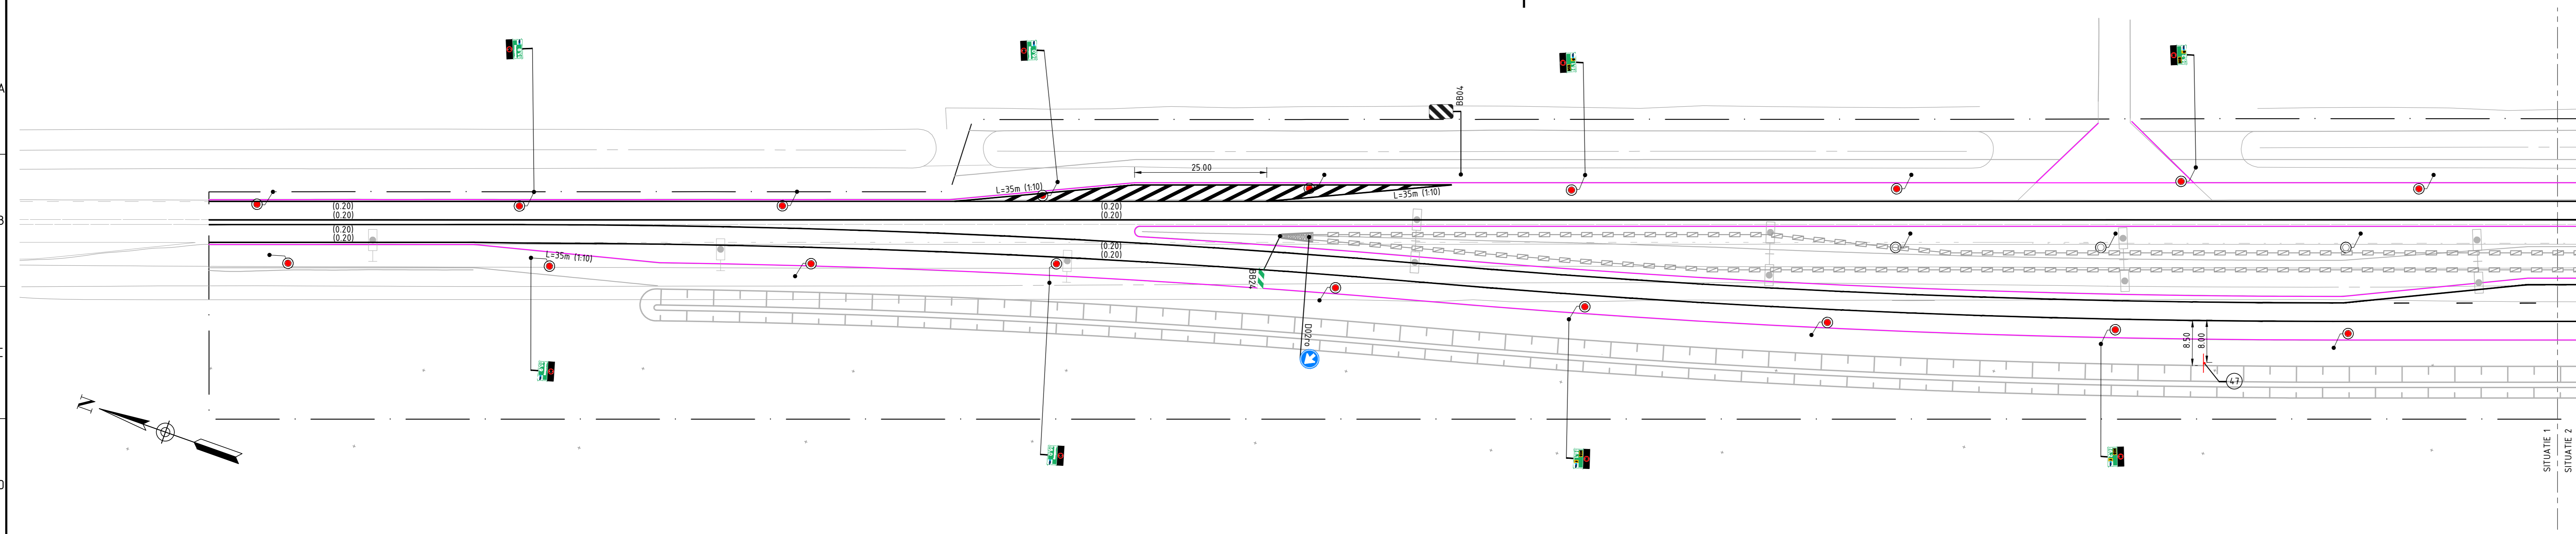 A
BB04
25.00
L=35m (1:10)
L=35m (1:10)
B
(0.20)
(0.20)
(0.20)
(0.20)
(0.20)
(0.20)
(0.20)
(0.20)
L=35m (1:10)
BB24
D02ro
8.50
8.00
47
N
SITUATIE 1
SITUATIE 2
D